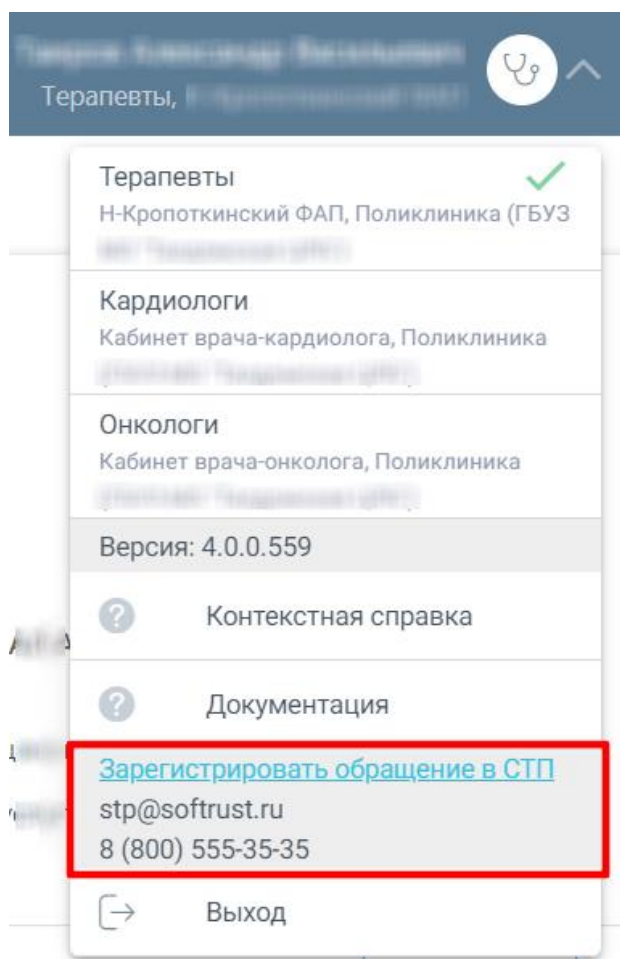 Терапевты,
Терапевты
Н-Кропоткинский ФАП, Поликлиника (ГБУЗ
Кардиологи
Кабинет врача-кардиолога, Поликлиника
Онкологи
Кабинет врача-онколога, Поликлиника
Версия: 4.0.0.559
Контекстная справка
Документация
Зарегистрировать обращение в СТП
stp@softrust.ru
8 (800) 555-35-35
Выход